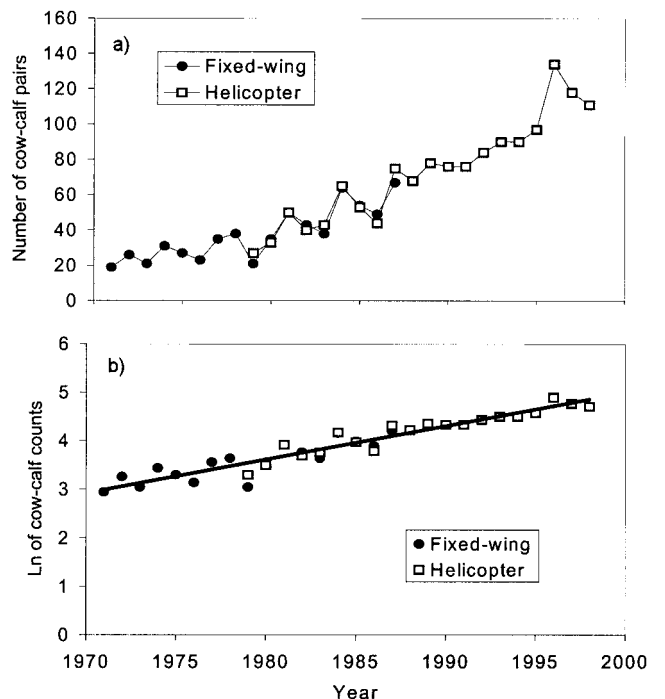 160
a)
140
Fixed-wing
Helicopter
120
100
80
60
40
20
0
Number of cow-calf pairs
6
b)
5
4
3
2
1
0
Ln of cow-calf counts
Fixed-wing
Helicopter
1970 1975 1980 1985 1990 1995 2000
Year